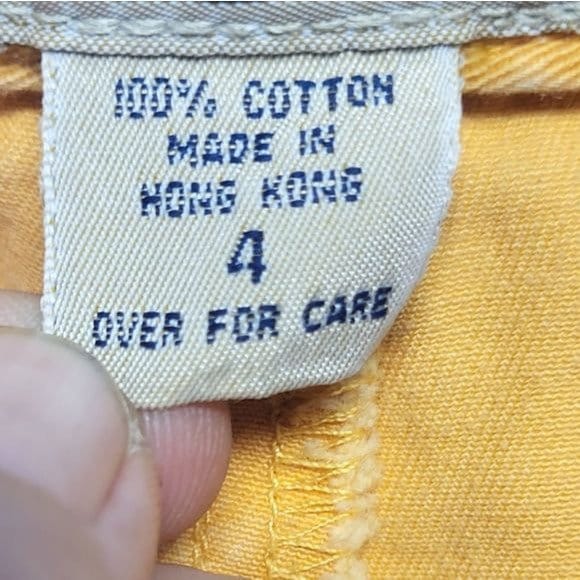 100% COTTON
MADE IN
HONG KONG
4
OVER FOR CARE